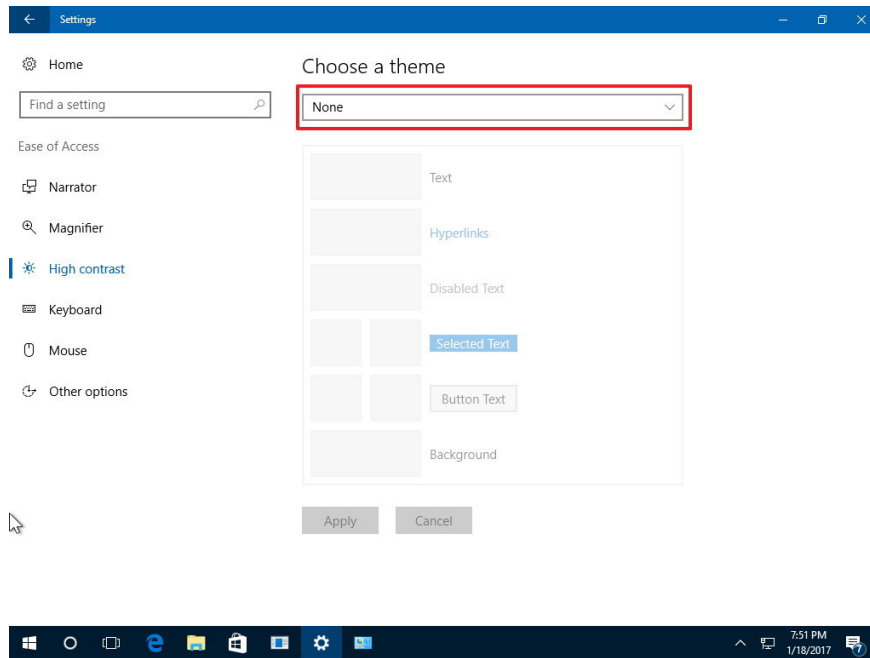 Settings
Home
Find a setting
Ease of Access
Narrator
Magnifier
High contrast
Keyboard
Mouse
Other options
Choose a theme
None
Text
Hyperlinks
Disabled Text
Selected Text
Button Text
Background
Apply
Cancel
7:51 PM
1/18/2017
7